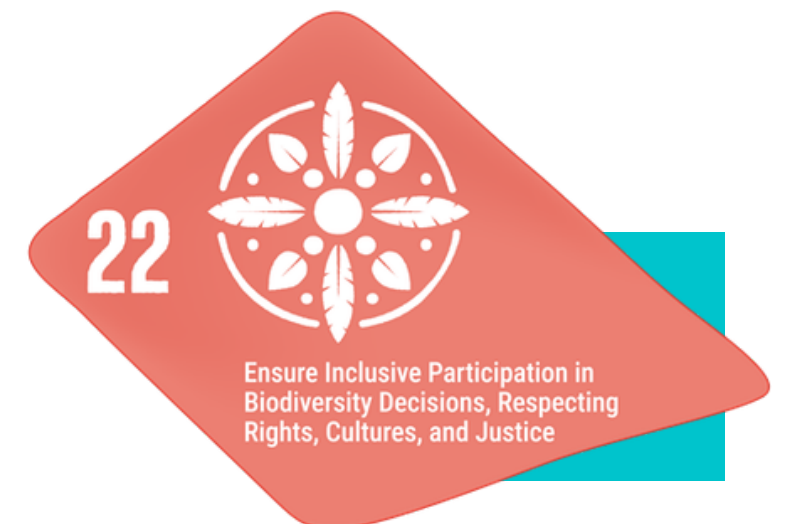 22
Ensure Inclusive Participation in
Biodiversity Decisions, Respecting
Rights, Cultures, and Justice